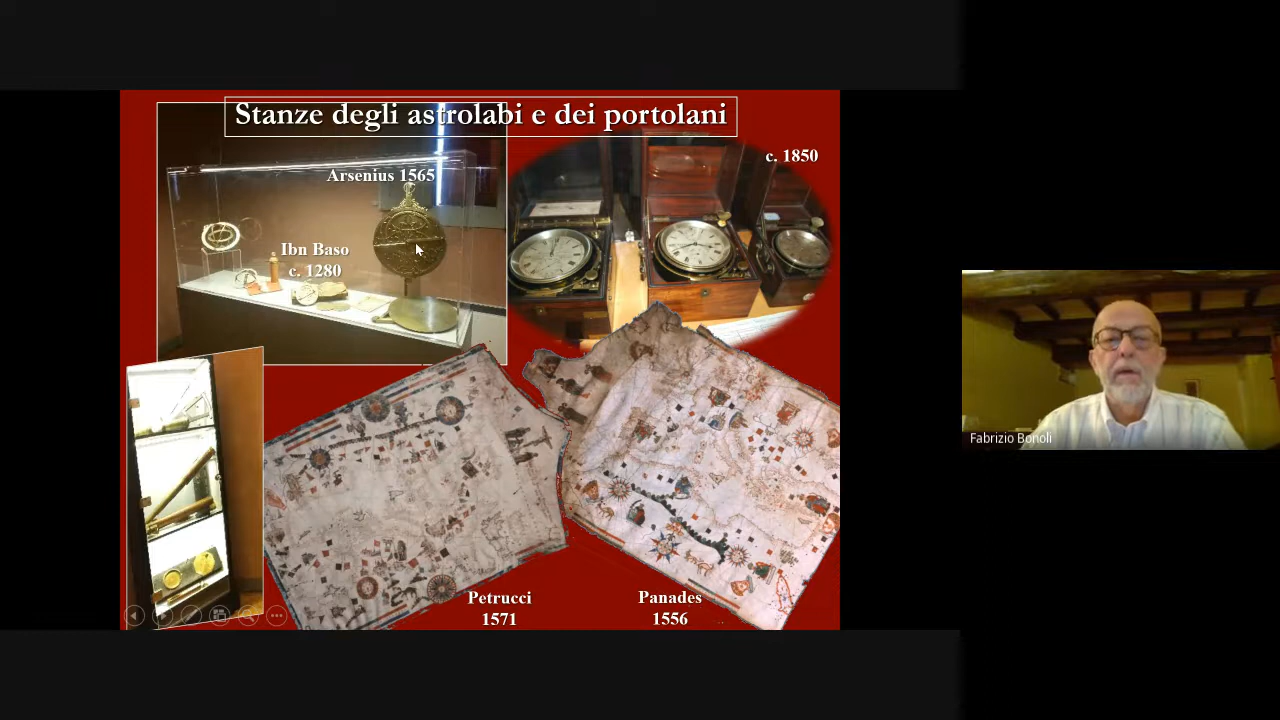 Stanze degli astrolabi e dei portolani
c. 1850
Arsenius 1565
Ibn Baso
c. 1280
Fabrizio Bonoli
Petrucci
1571
Panades
1556